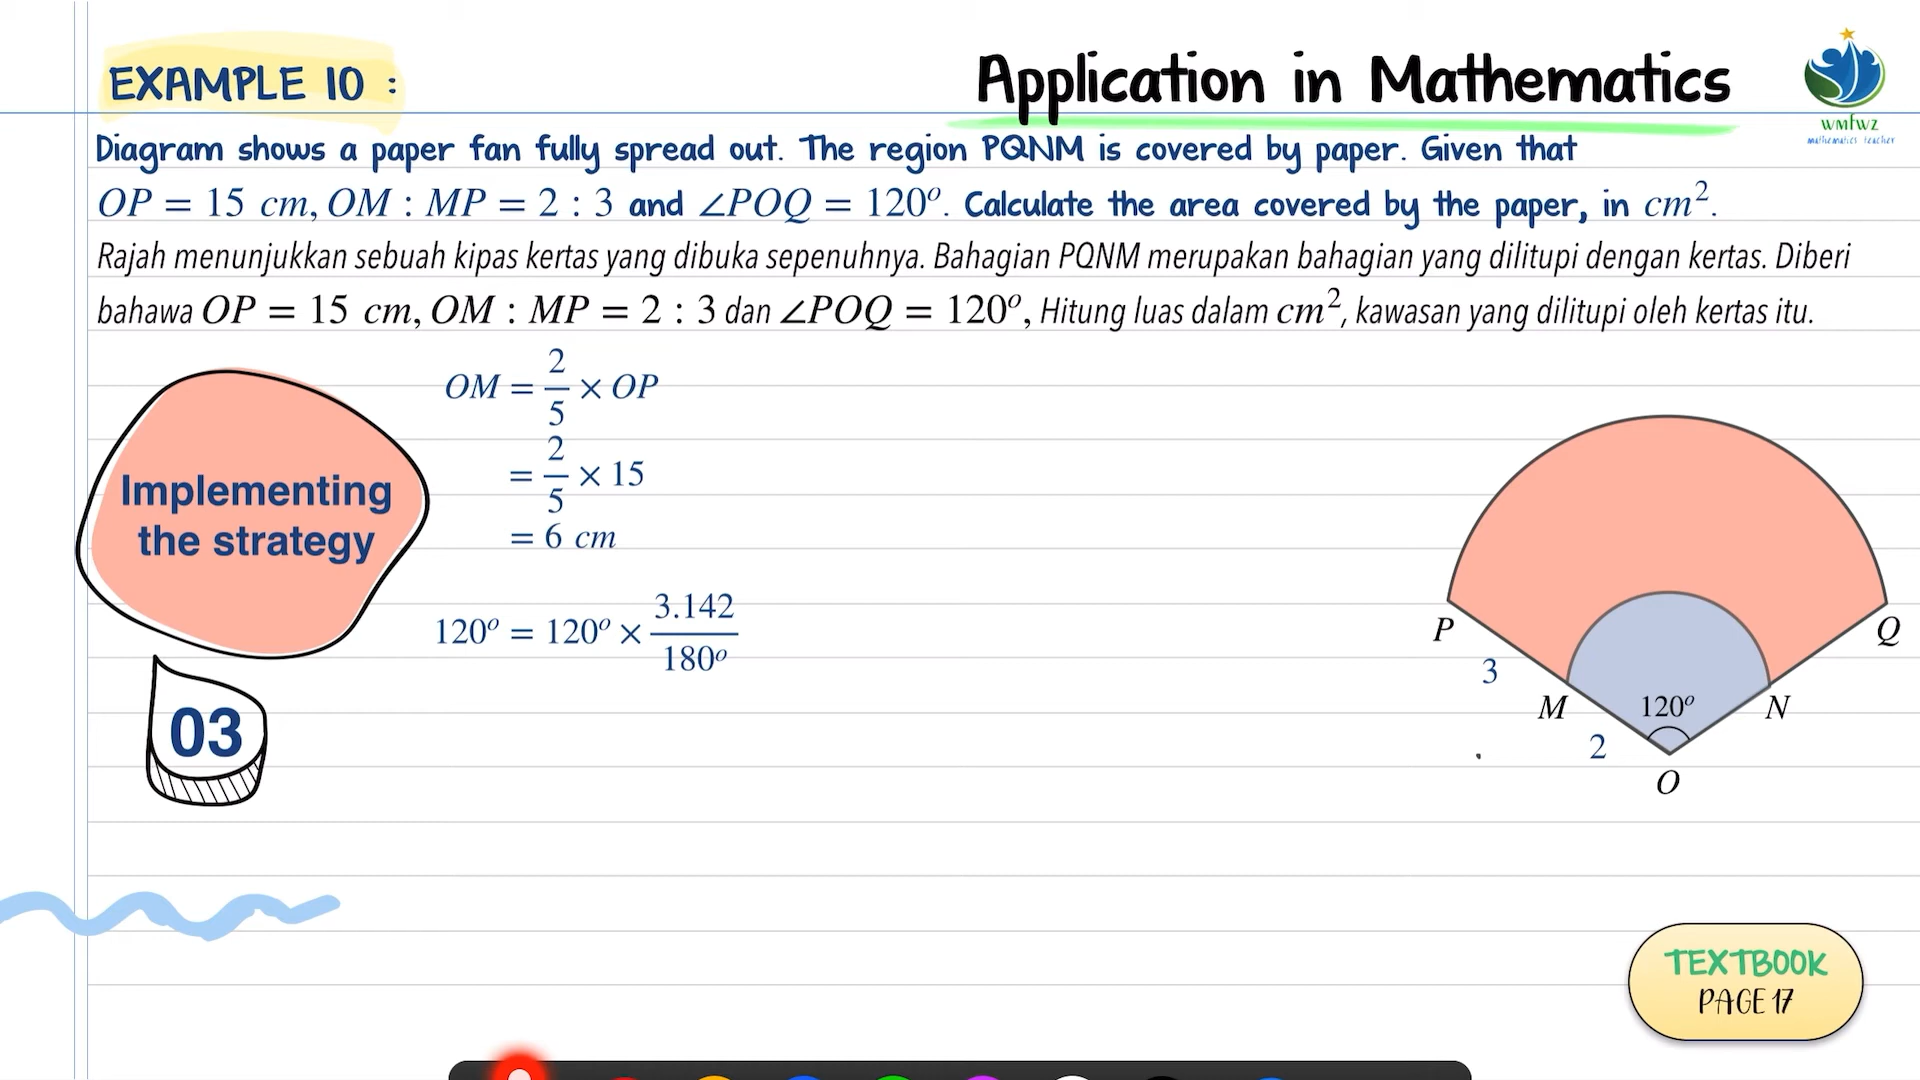 EXAMPLE 10 :
Application in Mathematics
WMFWZ
mathematics teacher
Diagram shows a paper fan fully spread out. The region PQNM is covered by paper. Given that
OP = 15 cm, OM : MP = 2 : 3 and ∠POQ = 120°. Calculate the area covered by the paper, in cm².
Rajah menunjukkan sebuah kipas kertas yang dibuka sepenuhnya. Bahagian PQNM merupakan bahagian yang dilitupi dengan kertas. Diberi
bahawa OP = 15 cm, OM : MP = 2 : 3 dan ∠POQ = 120°, Hitung luas dalam cm², kawasan yang dilitupi oleh kertas itu.
Implementing
the strategy
03
OM = 2/5 × OP
= 2/5 × 15
= 6 cm
120° = 120° × 3.142/180°
P
Q
3
M
120°
N
2
O
TEXTBOOK
PAGE 17